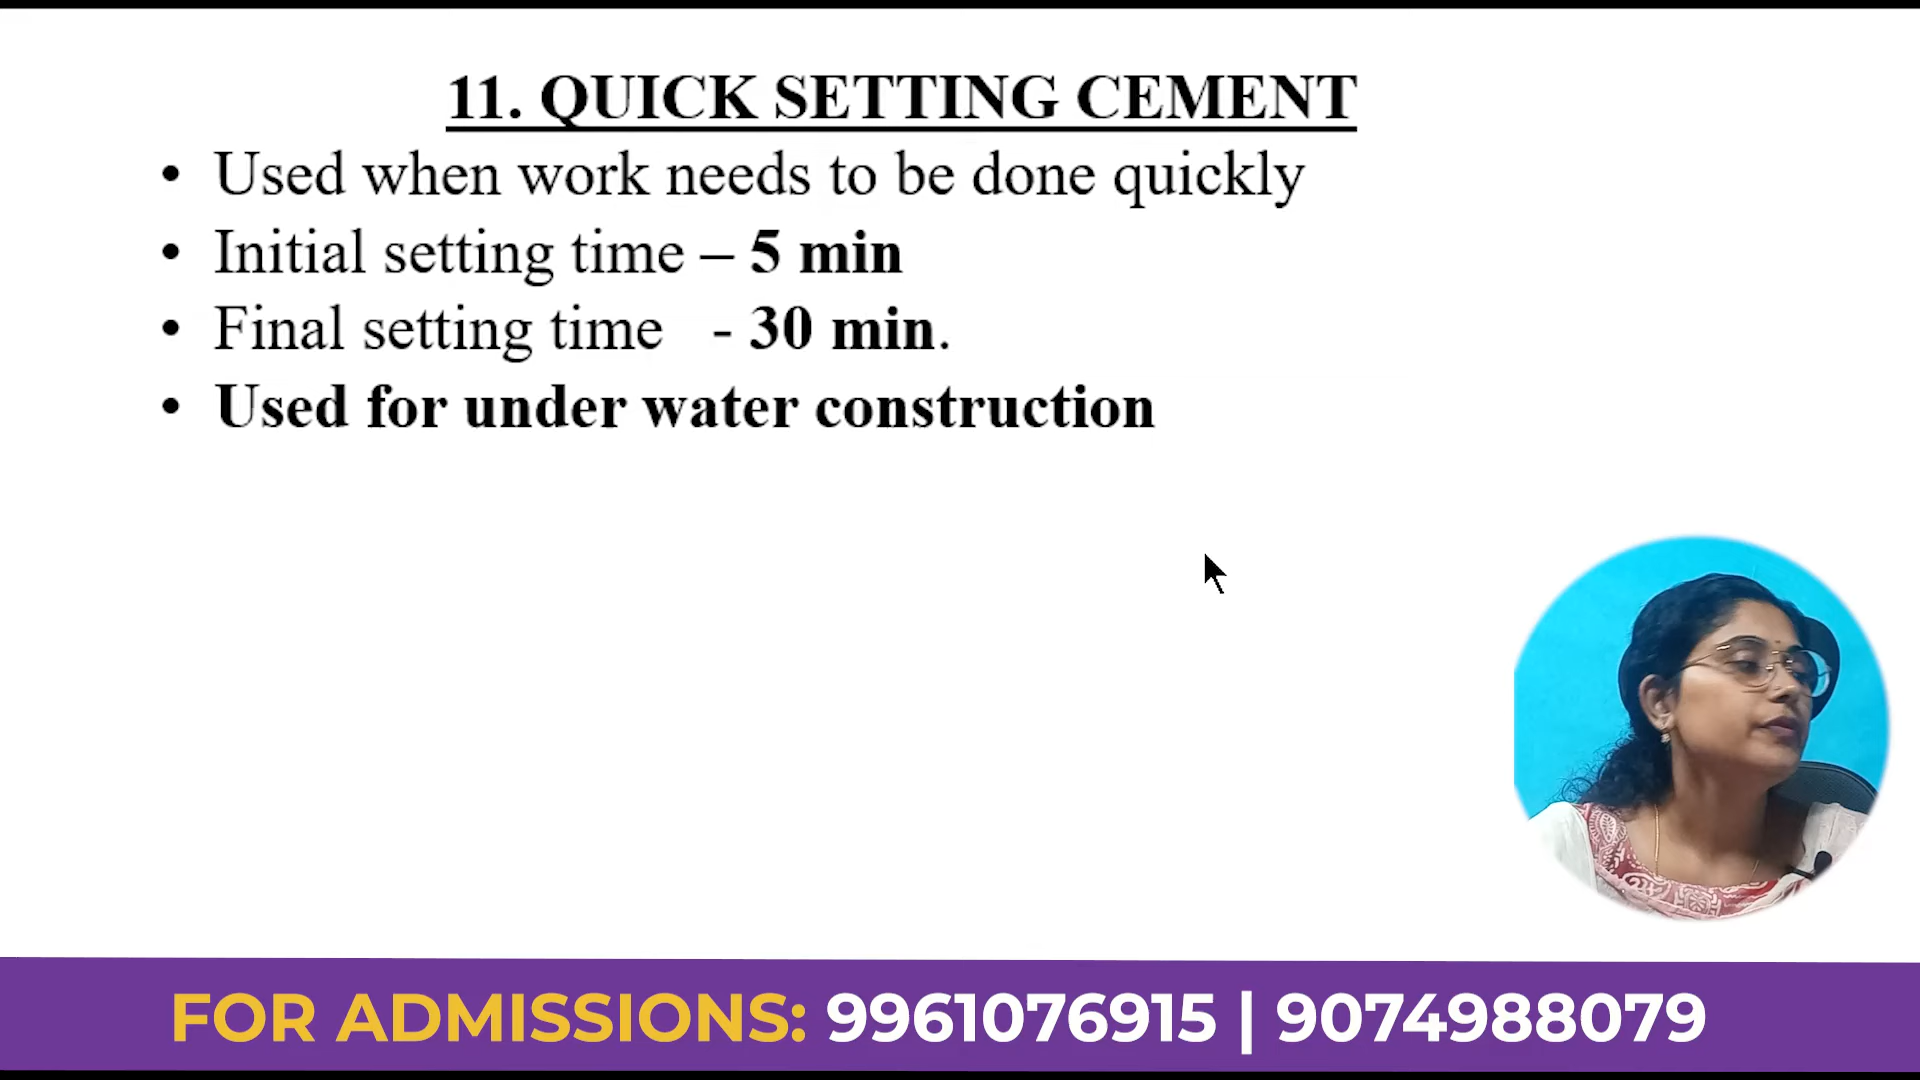 11. QUICK SETTING CEMENT
• Used when work needs to be done quickly
• Initial setting time – 5 min
• Final setting time - 30 min.
• Used for under water construction
FOR ADMISSIONS: 9961076915 | 9074988079